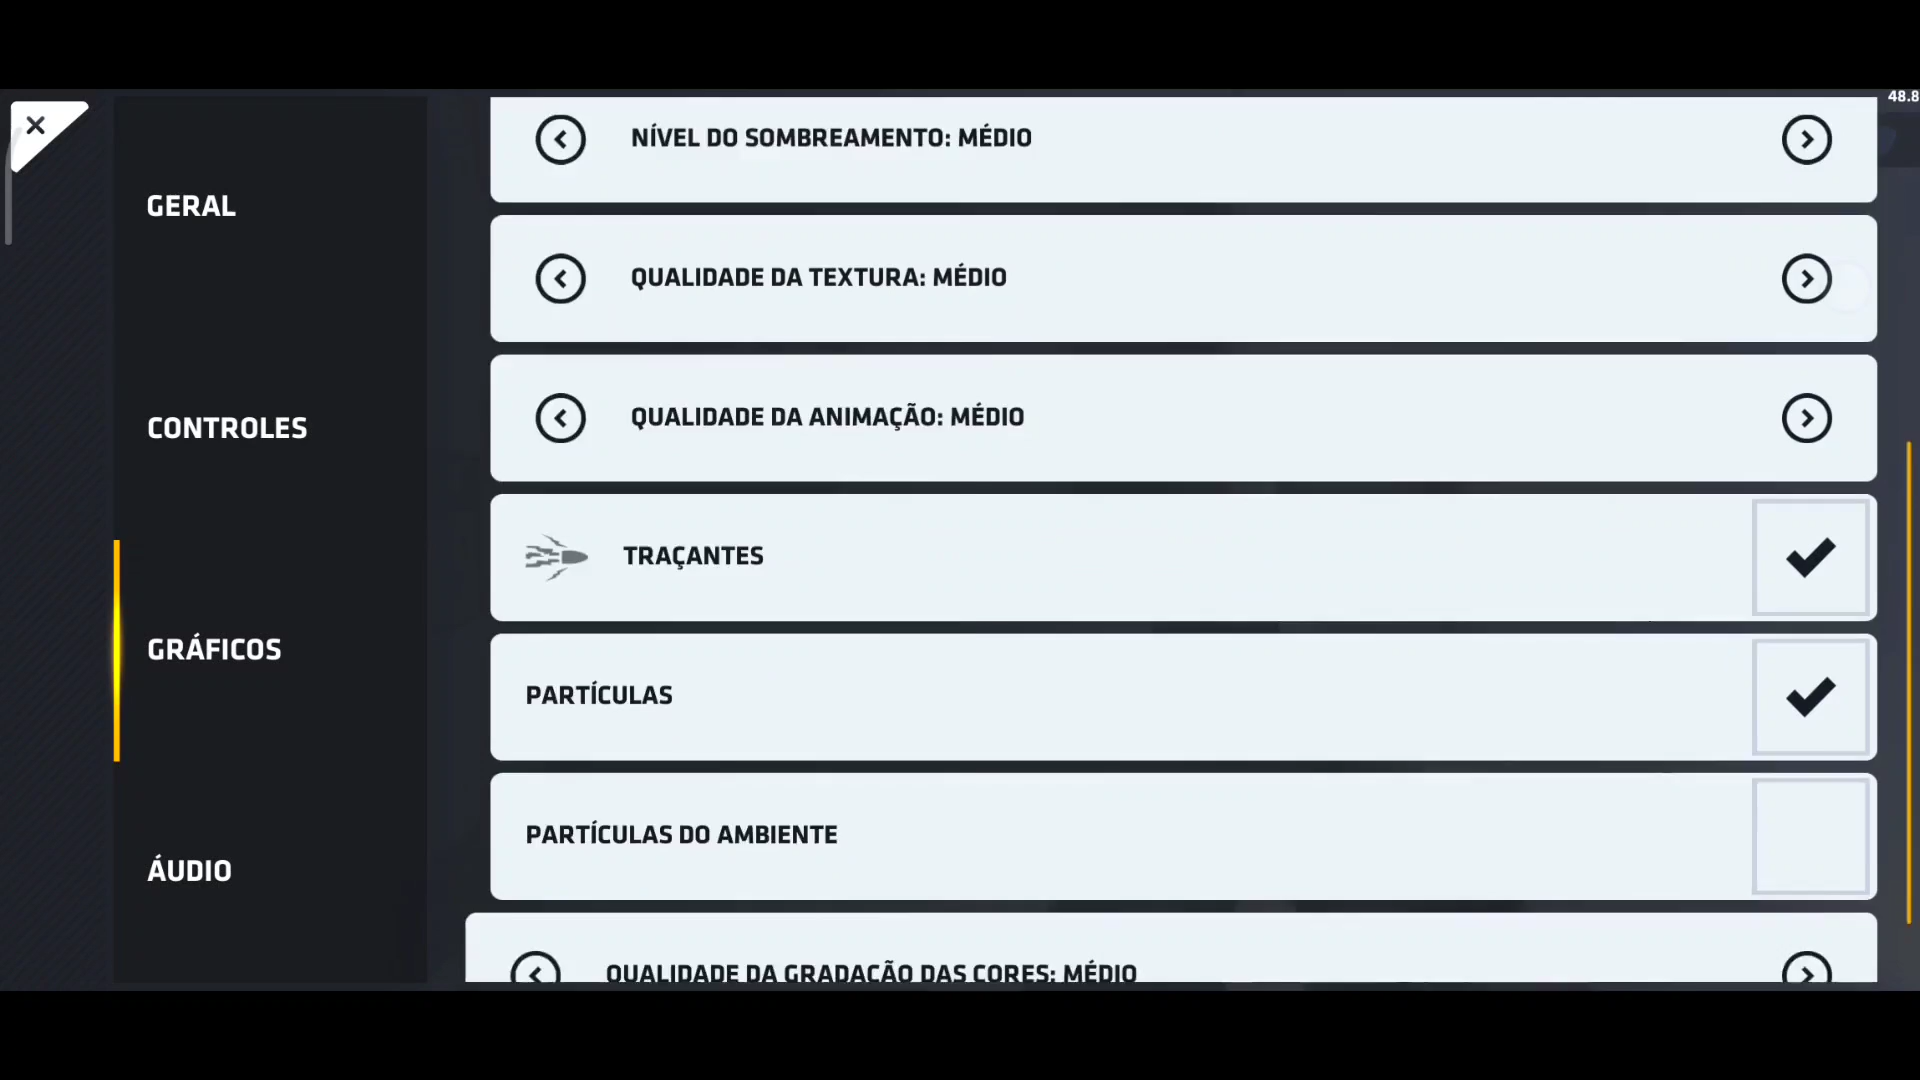 48.8
NÍVEL DO SOMBREAMENTO: MÉDIO
GERAL
QUALIDADE DA TEXTURA: MÉDIO
CONTROLES
QUALIDADE DA ANIMAÇÃO: MÉDIO
TRAÇANTES
GRÁFICOS
PARTÍCULAS
PARTÍCULAS DO AMBIENTE
ÁUDIO
QUALIDADE DA GRADAÇÃO DAS CORES: MÉDIO